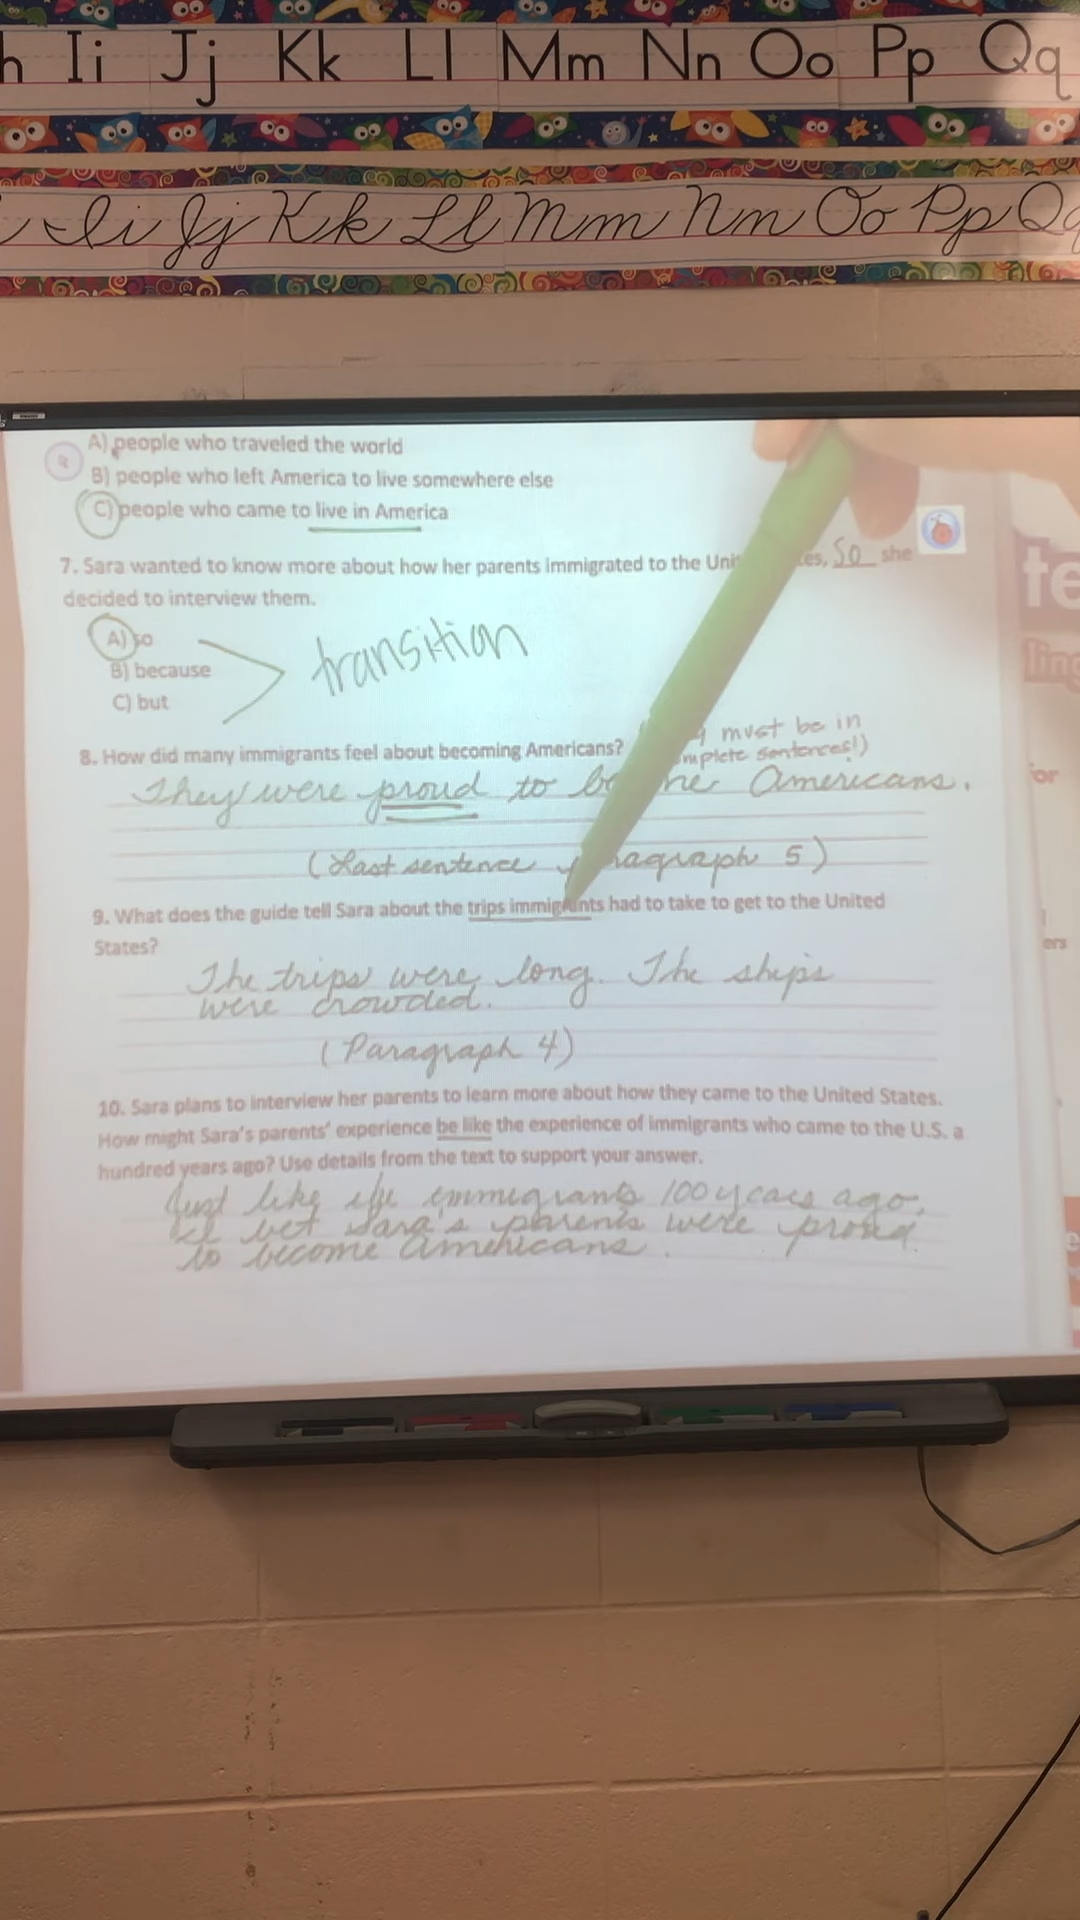 h Ii Jj Kk Ll Mm Nn Oo Pp Qq
Ii Jj Kk Ll Mm Nn Oo Pp Qq
A) people who traveled the world
B) people who left America to live somewhere else
C) people who came to live in America
7. Sara wanted to know more about how her parents immigrated to the Uni es, So she
decided to interview them.
A) so
B) because
C) but
transition
8. How did many immigrants feel about becoming Americans?
must be in
mplete sentences!)
They were proud to be me Americans.
(Last sentence ragraph 5)
9. What does the guide tell Sara about the trips immigrants had to take to get to the United
States?
The trips were long. The ships
were crowded.
(Paragraph 4)
10. Sara plans to interview her parents to learn more about how they came to the United States.
How might Sara's parents' experience be like the experience of immigrants who came to the U.S. a
hundred years ago? Use details from the text to support your answer.
Just like the immigrants 100 years ago,
I bet Sara's parents were proud
to become Americans.
te
ling
for
ers